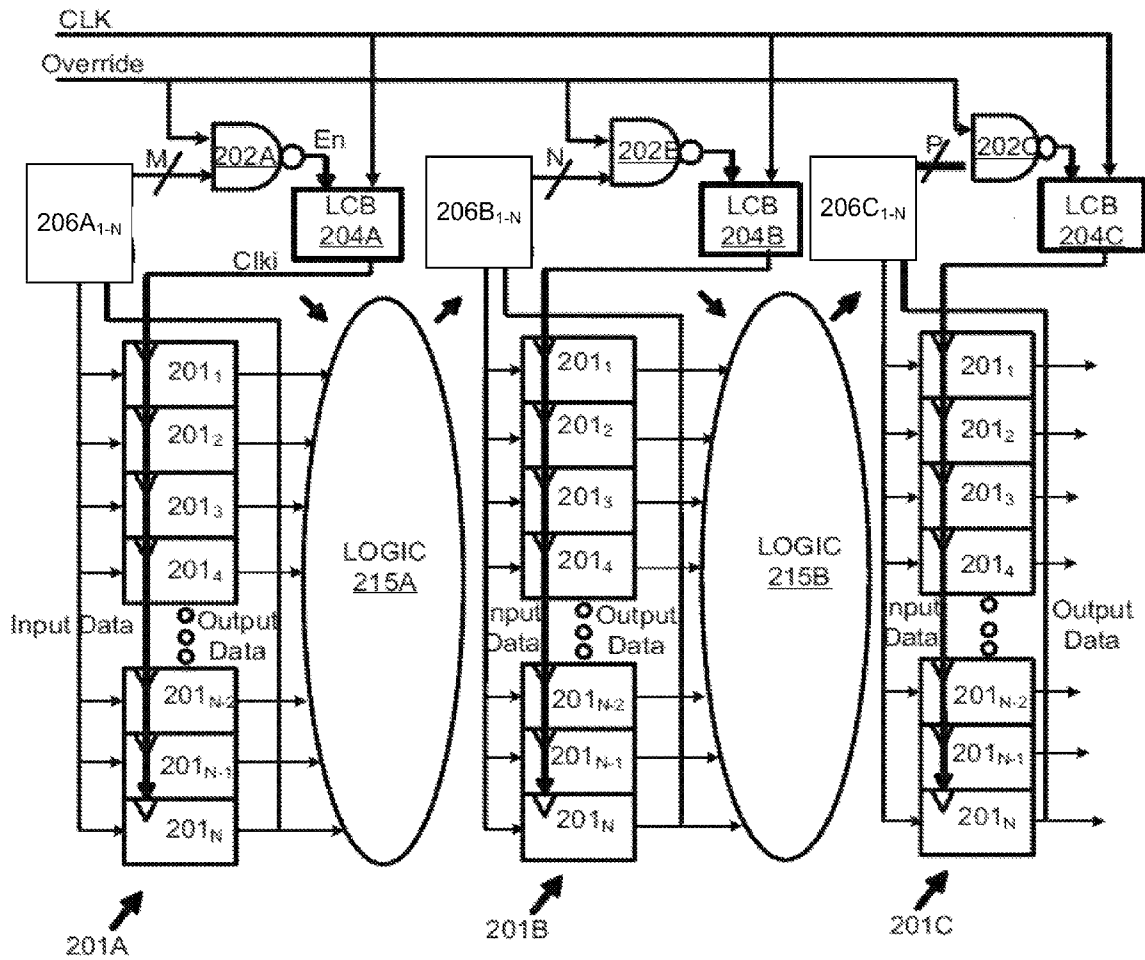 CLK
Override
202A
En
M
206A1-N
LCB
204A
Clki
202B
N
206B1-N
LCB
204B
202C
P
206C1-N
LCB
204C
201₁
201₂
201₃
201₄
Input Data
Output
Data
201N-2
201N-1
201N
201A
LOGIC
215A
201₁
201₂
201₃
201₄
Input
Data
Output
Data
201N-2
201N-1
201N
201B
LOGIC
215B
201₁
201₂
201₃
201₄
Input
Data
Output
Data
201N-2
201N-1
201N
201C